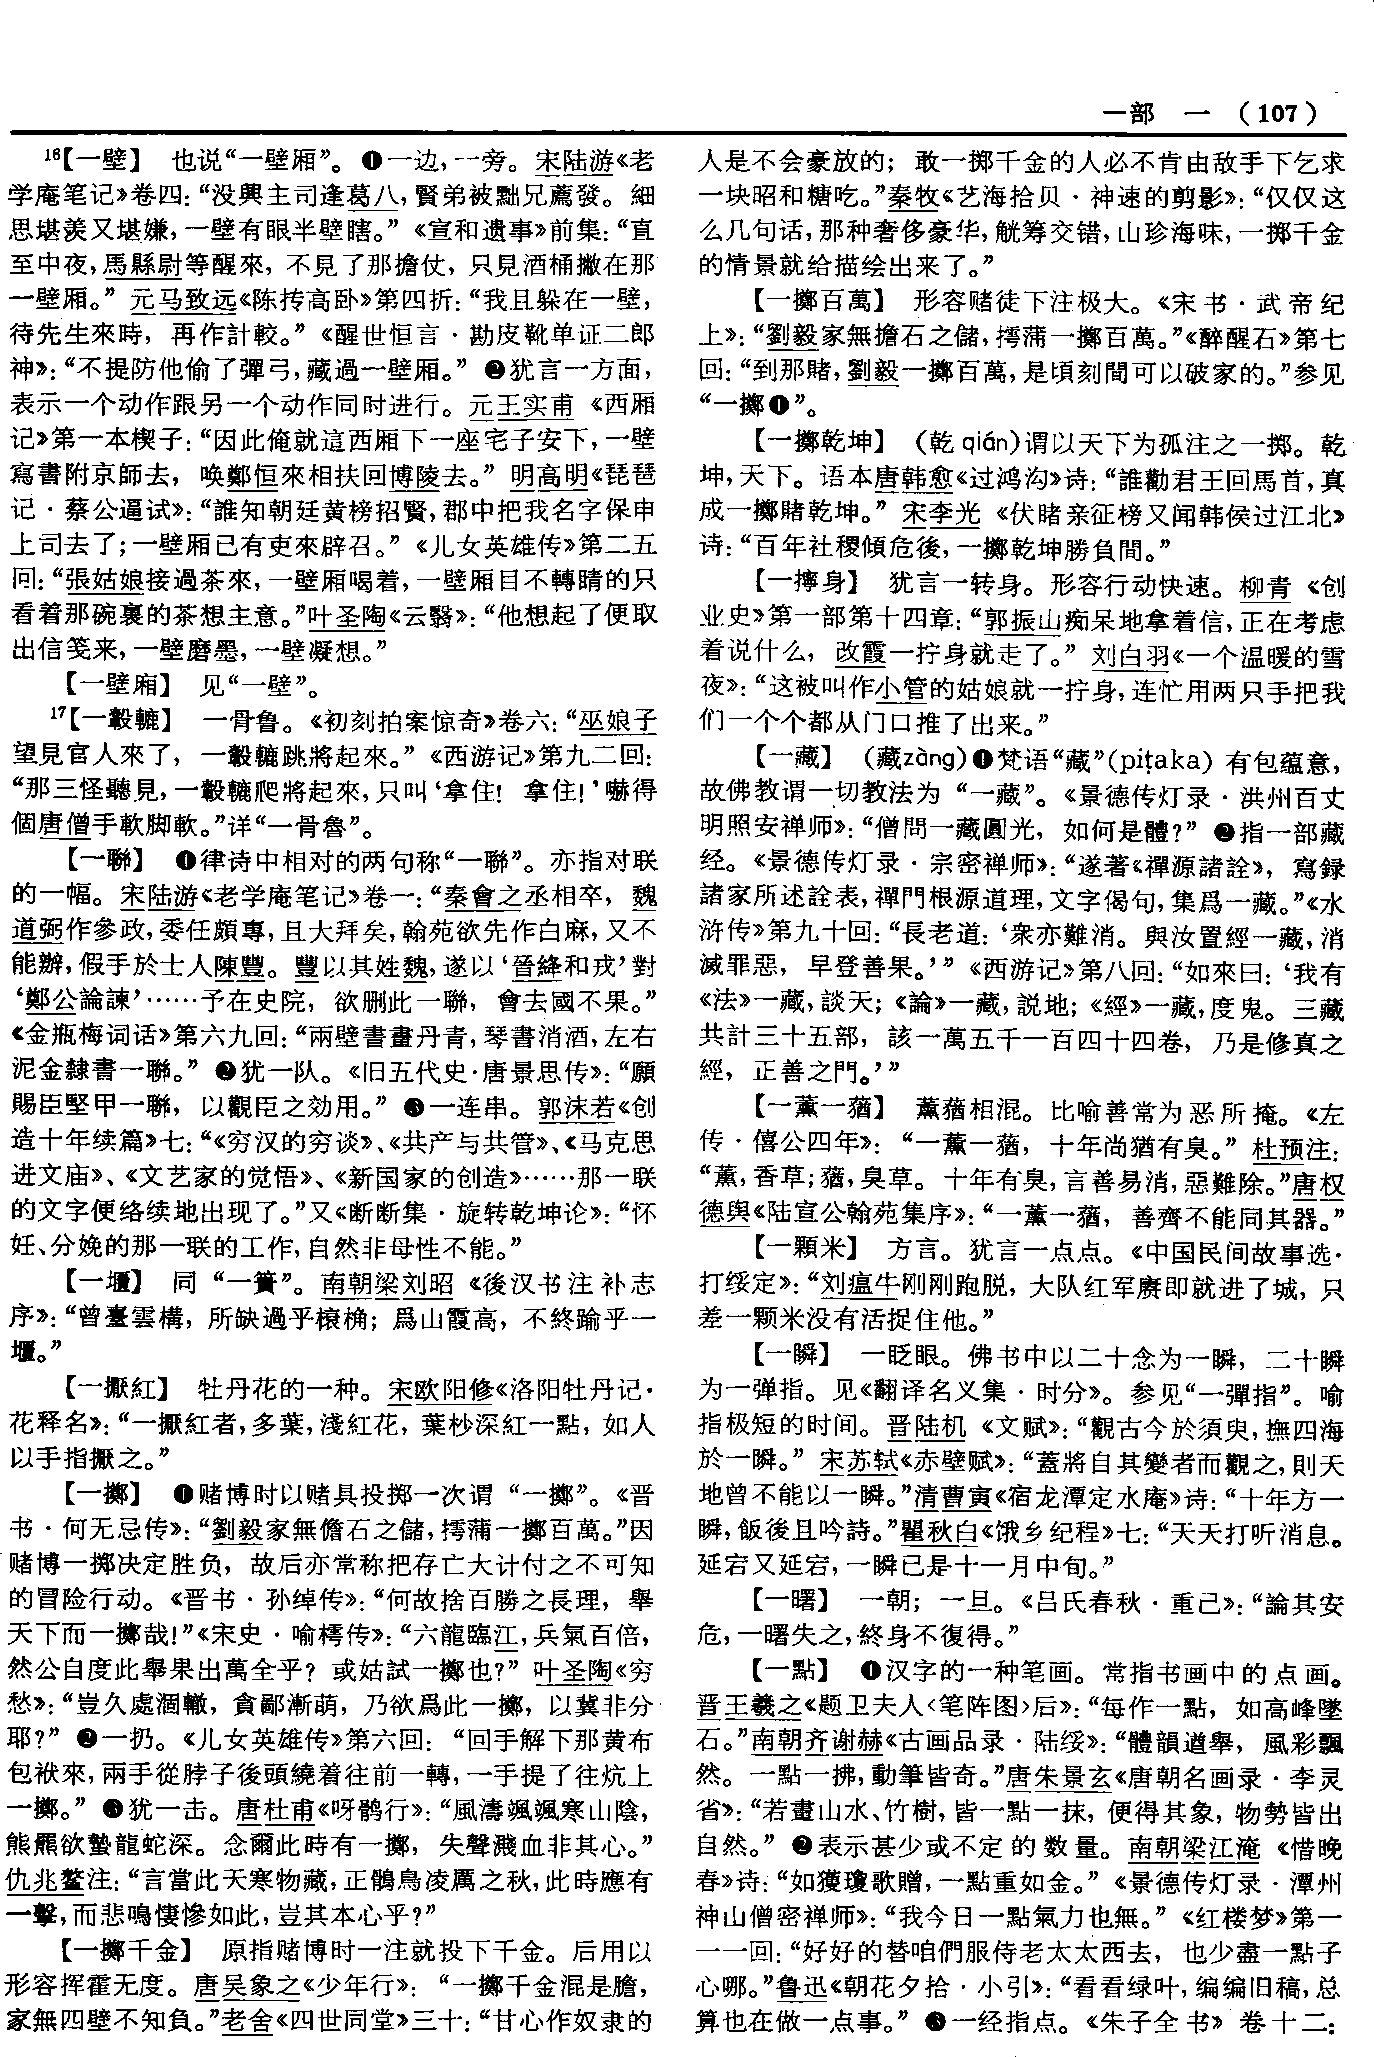 一部 一 （107）
¹⁶【一壁】 也说“一壁厢”。❶一边，一旁。宋陆游《老
学庵笔记》卷四：“没興主司逢葛八，賢弟被黜兄薦發。細
思堪羡又堪嫌，一壁有眼半壁瞎。”《宣和遗事》前集：“直
至中夜，馬縣尉等醒來，不見了那擔仗，只見酒桶撇在那
一壁厢。”元马致远《陈抟高卧》第四折：“我且躲在一壁，
待先生來時，再作計較。”《醒世恒言·勘皮靴单证二郎
神》：“不提防他偷了彈弓，藏過一壁厢。”❷犹言一方面，
表示一个动作跟另一个动作同时进行。元王实甫《西厢
记》第一本楔子：“因此俺就這西厢下一座宅子安下，一壁
寫書附京師去，唤鄭恒來相扶回博陵去。”明高明《琵琶
记·蔡公逼试》：“誰知朝廷黄榜招賢，郡中把我名字保申
上司去了；一壁厢已有吏來辟召。”《儿女英雄传》第二五
回：“張姑娘接過茶來，一壁厢喝着，一壁厢目不轉睛的只
看着那碗裏的茶想主意。”叶圣陶《云翳》：“他想起了便取
出信笺来，一壁磨墨，一壁凝想。”
【一壁廂】 见“一壁”。
¹⁷【一轂轆】 一骨鲁。《初刻拍案惊奇》卷六：“巫娘子
望見官人來了，一轂轆跳將起來。”《西游记》第九二回：
“那三怪聽見，一轂轆爬將起來，只叫‘拿住！拿住！’嚇得
個唐僧手軟脚軟。”详“一骨魯”。
【一聯】 ❶律诗中相对的两句称“一聯”。亦指对联
的一幅。宋陆游《老学庵笔记》卷一：“秦會之丞相卒，魏
道弼作參政，委任頗專，且大拜矣，翰苑欲先作白麻，又不
能辦，假手於士人陳豐。豐以其姓魏，遂以‘晉絳和戎’對
‘鄭公論諫’……予在史院，欲删此一聯，會去國不果。”
《金瓶梅词话》第六九回：“兩壁書畫丹青，琴書消洒，左右
泥金隸書一聯。”❷犹一队。《旧五代史·唐景思传》：“願
賜臣堅甲一聯，以觀臣之効用。”❸一连串。郭沫若《创
造十年续篇》七：“《穷汉的穷谈》、《共产与共管》、《马克思
进文庙》、《文艺家的觉悟》、《新国家的创造》……那一联
的文字便络续地出现了。”又《断断集·旋转乾坤论》：“怀
妊、分娩的那一联的工作，自然非母性不能。”
【一壗】 同“一簣”。南朝梁刘昭《後汉书注补志
序》：“曾臺雲構，所缺過乎榱桷；爲山霞高，不終踰乎一
壗。”
【一擫紅】 牡丹花的一种。宋欧阳修《洛阳牡丹记·
花释名》：“一擫紅者，多葉，淺紅花，葉杪深紅一點，如人
以手指擫之。”
【一擲】 ❶赌博时以赌具投掷一次谓“一擲”。《晋
书·何无忌传》：“劉毅家無儋石之儲，摴蒲一擲百萬。”因
赌博一掷决定胜负，故后亦常称把存亡大计付之不可知
的冒险行动。《晋书·孙绰传》：“何故捨百勝之長理，舉
天下而一擲哉！”《宋史·喻樗传》：“六龍臨江，兵氣百倍，
然公自度此舉果出萬全乎？或姑試一擲也？”叶圣陶《穷
愁》：“豈久處涸轍，貪鄙漸萌，乃欲爲此一擲，以冀非分
耶？”❷一扔。《儿女英雄传》第六回：“回手解下那黄布
包袱來，兩手從脖子後頭繞着往前一轉，一手提了往炕上
一擲。”❸犹一击。唐杜甫《呀鹘行》：“風濤颯颯寒山陰，
熊羆欲蟄龍蛇深。念爾此時有一擲，失聲濺血非其心。”
仇兆鳌注：“言當此天寒物藏，正鶻鳥凌厲之秋，此時應有
一擊，而悲鳴悽慘如此，豈其本心乎？”
【一擲千金】 原指赌博时一注就投下千金。后用以
形容挥霍无度。唐吴象之《少年行》：“一擲千金混是膽，
家無四壁不知負。”老舍《四世同堂》三十：“甘心作奴隶的
人是不会豪放的；敢一掷千金的人必不肯由敌手下乞求
一块昭和糖吃。”秦牧《艺海拾贝·神速的剪影》：“仅仅这
么几句话，那种奢侈豪华，觥筹交错，山珍海味，一掷千金
的情景就给描绘出来了。”
【一擲百萬】 形容赌徒下注极大。《宋书·武帝纪
上》：“劉毅家無擔石之儲，摴蒲一擲百萬。”《醉醒石》第七
回：“到那賭，劉毅一擲百萬，是頃刻間可以破家的。”参见
“一擲❶”。
【一擲乾坤】 （乾qián）谓以天下为孤注之一掷。乾
坤，天下。语本唐韩愈《过鸿沟》诗：“誰勸君王回馬首，真
成一擲賭乾坤。”宋李光《伏睹亲征榜又闻韩侯过江北》
诗：“百年社稷傾危後，一擲乾坤勝負間。”
【一擰身】 犹言一转身。形容行动快速。柳青《创
业史》第一部第十四章：“郭振山痴呆地拿着信，正在考虑
着说什么，改霞一拧身就走了。”刘白羽《一个温暖的雪
夜》：“这被叫作小管的姑娘就一拧身，连忙用两只手把我
们一个个都从门口推了出来。”
【一藏】 （藏zàng）❶梵语“藏”（piṭaka）有包蕴意，
故佛教谓一切教法为“一藏”。《景德传灯录·洪州百丈
明照安禅师》：“僧問一藏圓光，如何是體？”❷指一部藏
经。《景德传灯录·宗密禅师》：“遂著《禪源諸詮》，寫録
諸家所述詮表，禪門根源道理，文字偈句，集爲一藏。”《水
浒传》第九十回：“長老道：‘衆亦難消。與汝置經一藏，消
滅罪惡，早登善果。’”《西游记》第八回：“如來曰：‘我有
《法》一藏，談天；《論》一藏，説地；《經》一藏，度鬼。三藏
共計三十五部，該一萬五千一百四十四卷，乃是修真之
經，正善之門。’”
【一薰一蕕】 薰蕕相混。比喻善常为恶所掩。《左
传·僖公四年》：“一薰一蕕，十年尚猶有臭。”杜预注：
“薰，香草；蕕，臭草。十年有臭，言善易消，惡難除。”唐权
德舆《陆宣公翰苑集序》：“一薰一蕕，善齊不能同其器。”
【一顆米】 方言。犹言一点点。《中国民间故事选·
打绥定》：“刘瘟牛刚刚跑脱，大队红军赓即就进了城，只
差一颗米没有活捉住他。”
【一瞬】 一眨眼。佛书中以二十念为一瞬，二十瞬
为一弹指。见《翻译名义集·时分》。参见“一彈指”。喻
指极短的时间。晋陆机《文赋》：“觀古今於須臾，撫四海
於一瞬。”宋苏轼《赤壁赋》：“蓋將自其變者而觀之，則天
地曾不能以一瞬。”清曹寅《宿龙潭定水庵》诗：“十年方一
瞬，飯後且吟詩。”瞿秋白《饿乡纪程》七：“天天打听消息。
延宕又延宕，一瞬已是十一月中旬。”
【一曙】 一朝；一旦。《吕氏春秋·重己》：“論其安
危，一曙失之，終身不復得。”
【一點】 ❶汉字的一种笔画。常指书画中的点画。
晋王羲之《题卫夫人〈笔阵图〉后》：“每作一點，如高峰墜
石。”南朝齐谢赫《古画品录·陆绥》：“體韻遒舉，風彩飄
然。一點一拂，動筆皆奇。”唐朱景玄《唐朝名画录·李灵
省》：“若畫山水、竹樹，皆一點一抹，便得其象，物勢皆出
自然。”❷表示甚少或不定的数量。南朝梁江淹《惜晚
春》诗：“如獲瓊歌贈，一點重如金。”《景德传灯录·潭州
神山僧密禅师》：“我今日一點氣力也無。”《红楼梦》第一
一一回：“好好的替咱們服侍老太太西去，也少盡一點子
心哪。”鲁迅《朝花夕拾·小引》：“看看绿叶，编编旧稿，总
算也在做一点事。”❸一经指点。《朱子全书》卷十二：